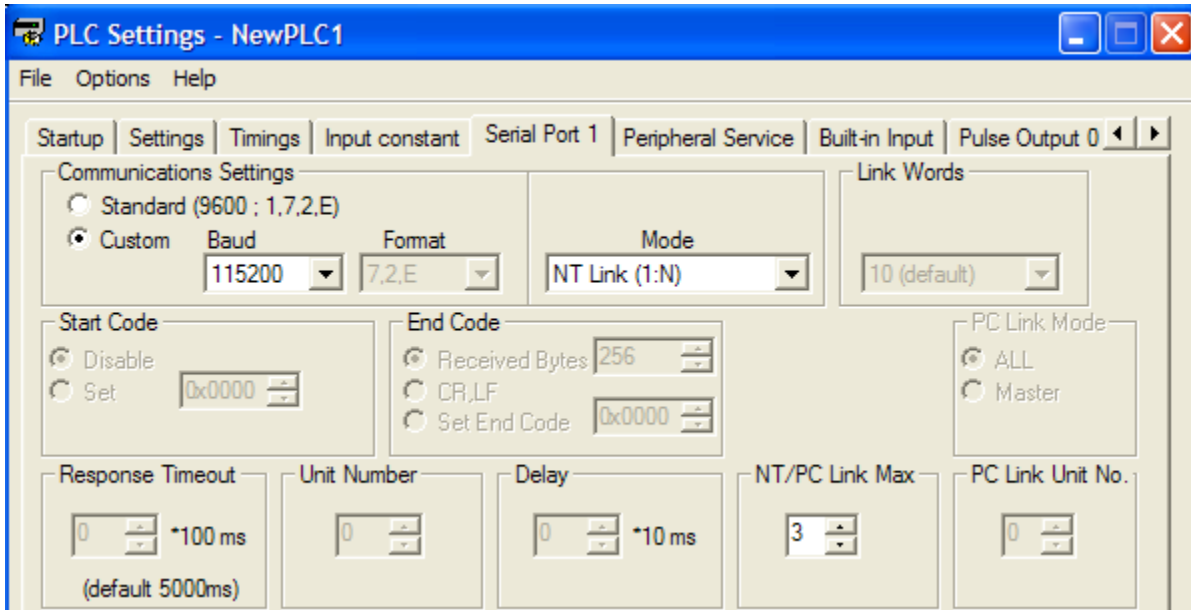 PLC Settings - NewPLC1
File Options Help
Startup Settings Timings Input constant Serial Port 1 Peripheral Service Built-in Input Pulse Output 0
Communications Settings
Link Words
Standard (9600 ; 1,7,2,E)
Custom Baud Format Mode
115200 7,2,E NT Link (1:N) 10 (default)
Start Code End Code PC Link Mode
Disable Received Bytes 256 ALL
Set 0x0000 CR,LF Master
Set End Code 0x0000
Response Timeout Unit Number Delay NT/PC Link Max PC Link Unit No.
0 *100 ms 0 0 *10 ms 3 0
(default 5000ms)